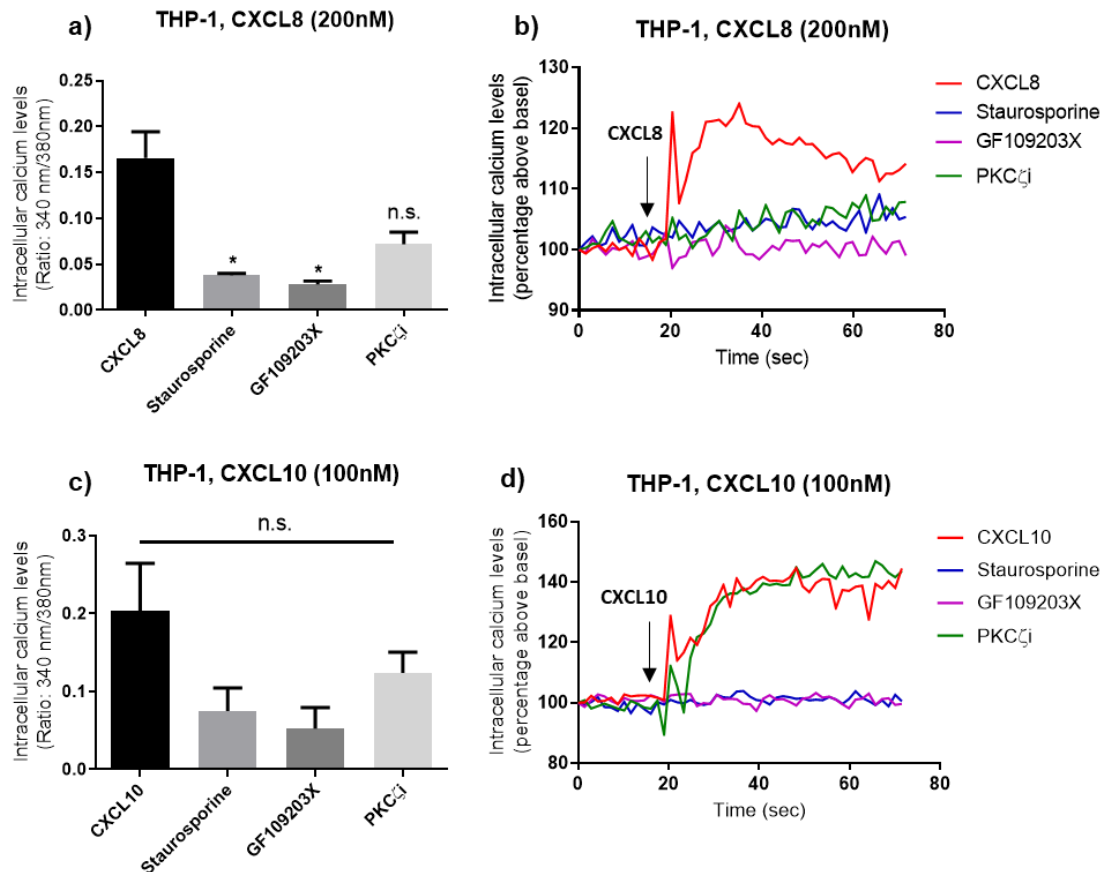 a)
THP-1, CXCL8 (200nM)
Intracellular calcium levels
(Ratio: 340 nm/380nm)
0.25
0.20
0.15
0.10
0.05
0.00
*
*
n.s.
CXCL8
Staurosporine
GF109203X
PKCζi
b)
THP-1, CXCL8 (200nM)
Intracellular calcium levels
(percentage above basel)
130
120
110
100
90
CXCL8
0
20
40
60
80
Time (sec)
CXCL8
Staurosporine
GF109203X
PKCζi
c)
THP-1, CXCL10 (100nM)
Intracellular calcium levels
(Ratio: 340 nm/380nm)
0.3
0.2
0.1
0.0
n.s.
CXCL10
Staurosporine
GF109203X
PKCζi
d)
THP-1, CXCL10 (100nM)
Intracellular calcium levels
(percentage above basel)
160
140
120
100
80
CXCL10
0
20
40
60
80
Time (sec)
CXCL10
Staurosporine
GF109203X
PKCζi